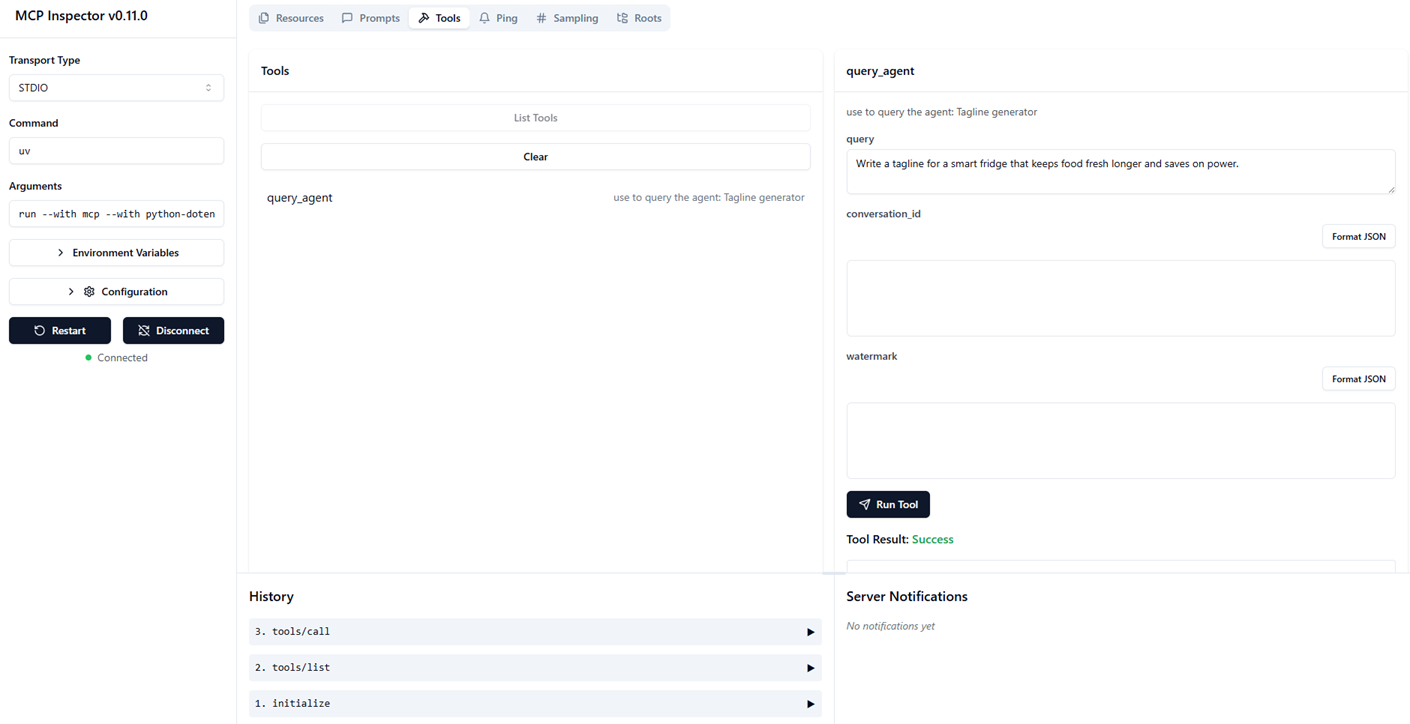 MCP Inspector v0.11.0
Transport Type
STDIO
Command
uv
Arguments
run --with mcp --with python-doten
Environment Variables
Configuration
Restart
Disconnect
Connected
Resources
Prompts
Tools
Ping
Sampling
Roots
Tools
List Tools
Clear
query_agent
use to query the agent: Tagline generator
query_agent
use to query the agent: Tagline generator
query
Write a tagline for a smart fridge that keeps food fresh longer and saves on power.
conversation_id
Format JSON
watermark
Format JSON
Run Tool
Tool Result: Success
History
3. tools/call
2. tools/list
1. initialize
Server Notifications
No notifications yet